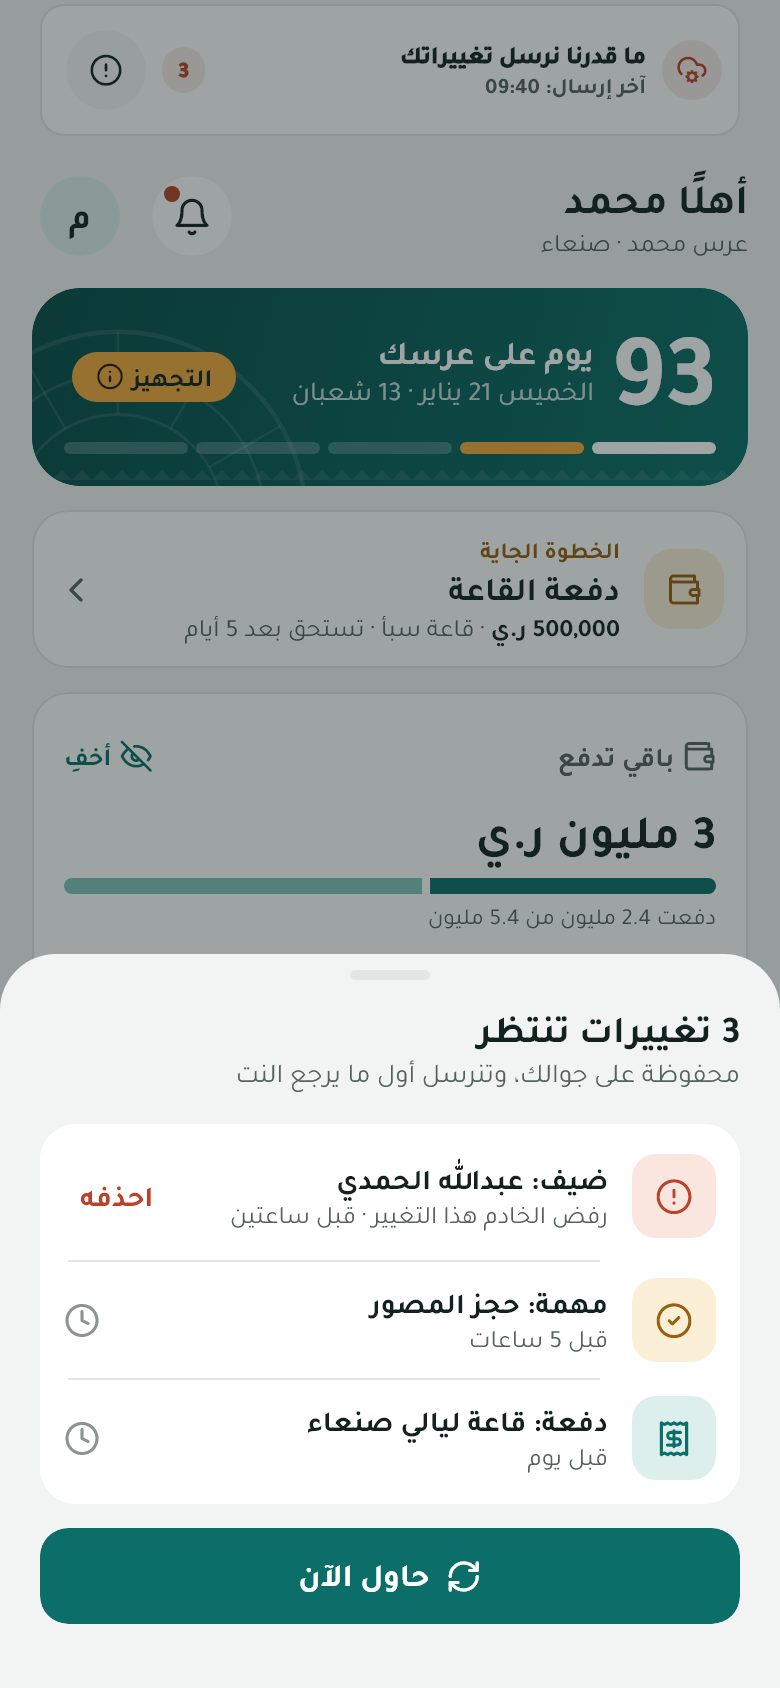 ما قدرنا نرسل تغييراتك
3
آخر إرسال: 09:40
أهلًا محمد
م
عرس محمد · صنعاء
93
يوم على عرسك
التجهيز
الخميس 21 يناير · 13 شعبان
الخطوة الجاية
دفعة القاعة
500,000 ر.ي · قاعة سبأ · تستحق بعد 5 أيام
باقي تدفع
أخفِ
3 مليون ر.ي
دفعت 2.4 مليون من 5.4 مليون
3 تغييرات تنتظر
محفوظة على جوالك، وتنرسل أول ما يرجع النت
ضيف: عبدالله الحمدي
احذفه
رفض الخادم هذا التغيير · قبل ساعتين
مهمة: حجز المصور
قبل 5 ساعات
دفعة: قاعة ليالي صنعاء
قبل يوم
حاول الآن